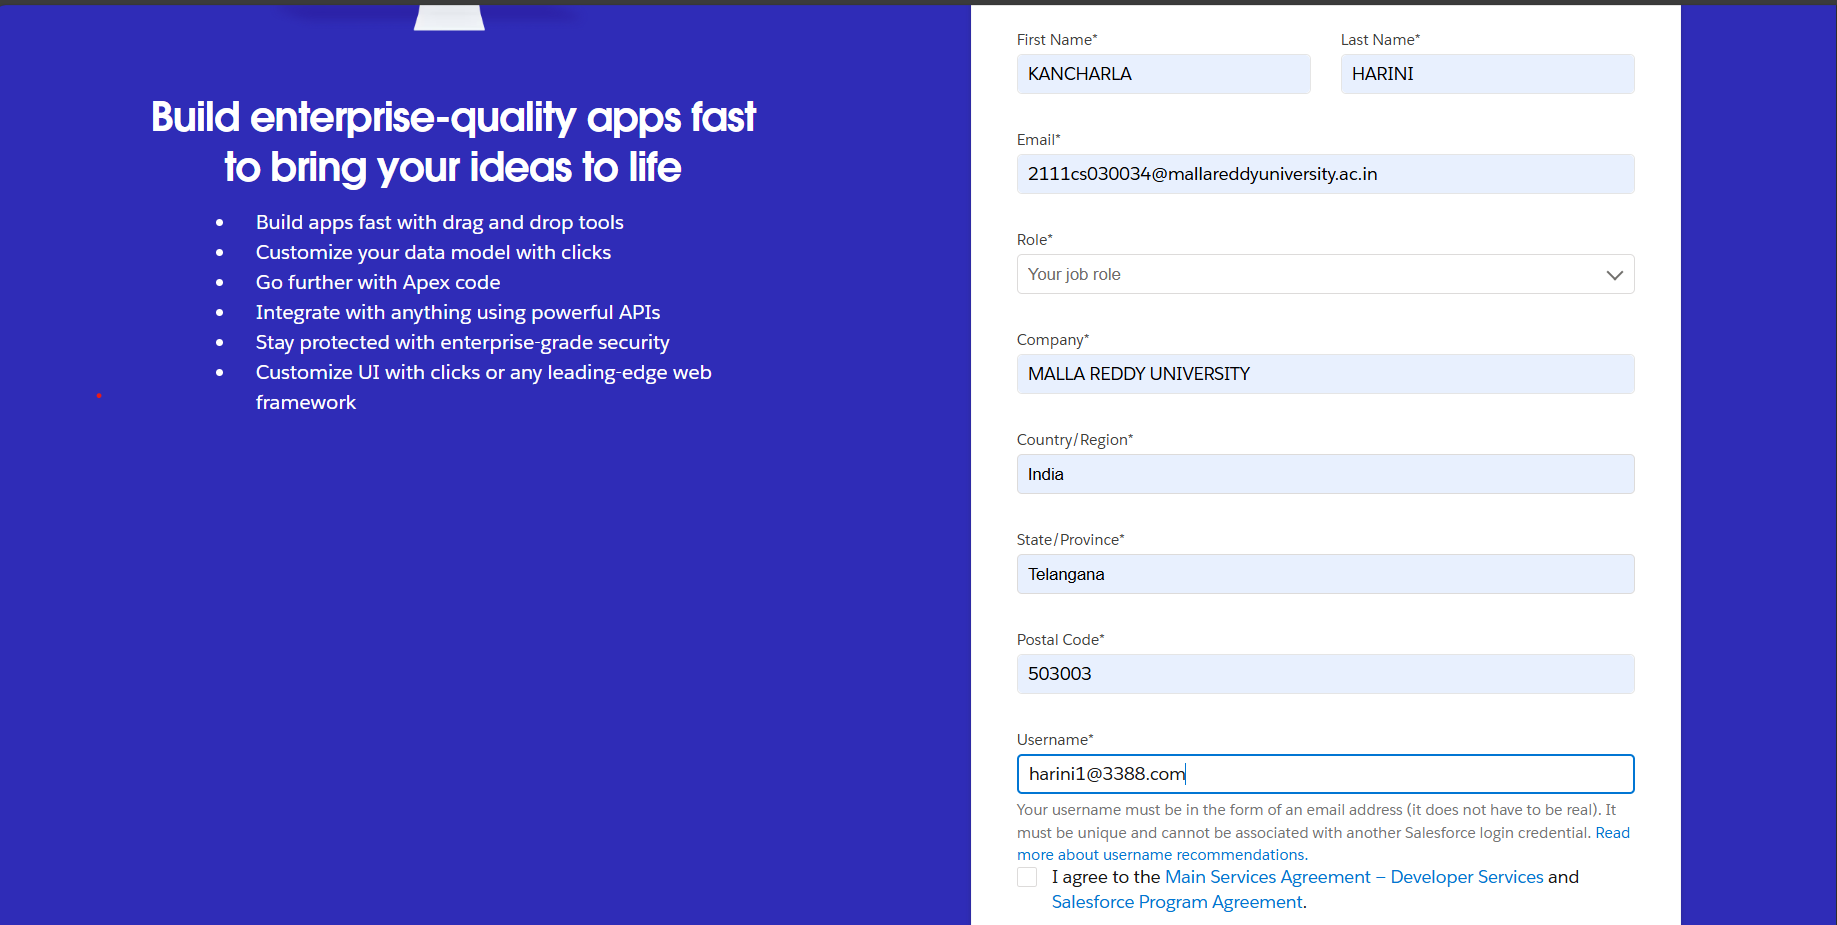 Build enterprise-quality apps fast
to bring your ideas to life
• Build apps fast with drag and drop tools
• Customize your data model with clicks
• Go further with Apex code
• Integrate with anything using powerful APIs
• Stay protected with enterprise-grade security
• Customize UI with clicks or any leading-edge web
framework
First Name* Last Name*
KANCHARLA HARINI
Email*
2111cs030034@mallareddyuniversity.ac.in
Role*
Your job role
Company*
MALLA REDDY UNIVERSITY
Country/Region*
India
State/Province*
Telangana
Postal Code*
503003
Username*
harini1@3388.com
Your username must be in the form of an email address (it does not have to be real). It
must be unique and cannot be associated with another Salesforce login credential. Read
more about username recommendations.
I agree to the Main Services Agreement – Developer Services and
Salesforce Program Agreement.